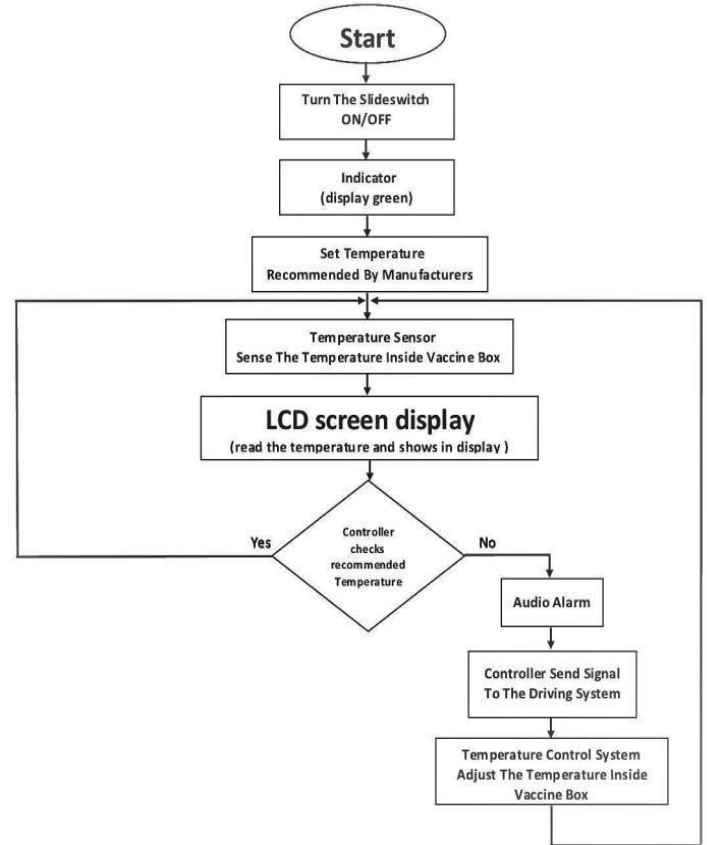 Start
Turn The Slideswitch
ON/OFF
Indicator
(display green)
Set Temperature
Recommended By Manufacturers
Temperature Sensor
Sense The Temperature Inside Vaccine Box
LCD screen display
(read the temperature and shows in display )
Controller
checks
recommended
Temperature
Yes
No
Audio Alarm
Controller Send Signal
To The Driving System
Temperature Control System
Adjust The Temperature Inside
Vaccine Box